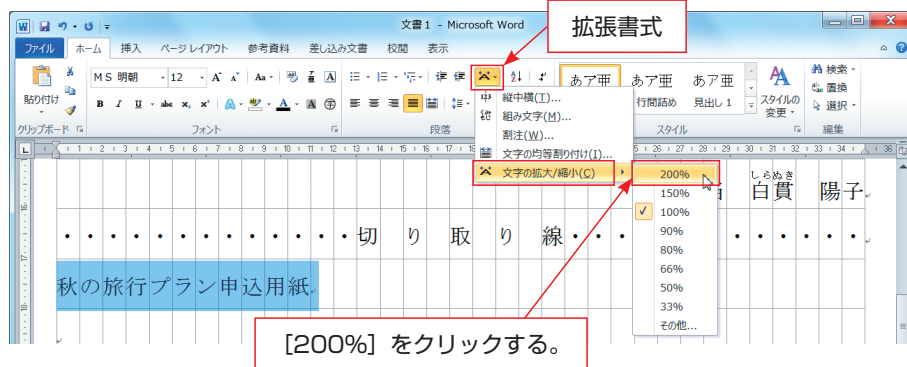 文書1 - Microsoft Word
拡張書式
ファイル ホーム 挿入 ページ レイアウト 参考資料 差し込み文書 校閲 表示
MS 明朝 12 A A Aa A
あア亜 あア亜 あア亜
検索
貼り付け
B I U abc x₂ x² A A A
行間詰め 見出し 1
スタイルの変更
置換
選択
クリップボード フォント 段落 スタイル 編集
縦中横(T)...
組み文字(M)...
割注(W)...
文字の均等割り付け(I)...
文字の拡大/縮小(C)
200%
150%
100%
90%
80%
66%
50%
33%
その他...
しらぬき
白貫 陽子
・・・・・・・・・・・・・切り取り線・・・・・・・・・
秋の旅行プラン申込用紙
［200%］をクリックする。